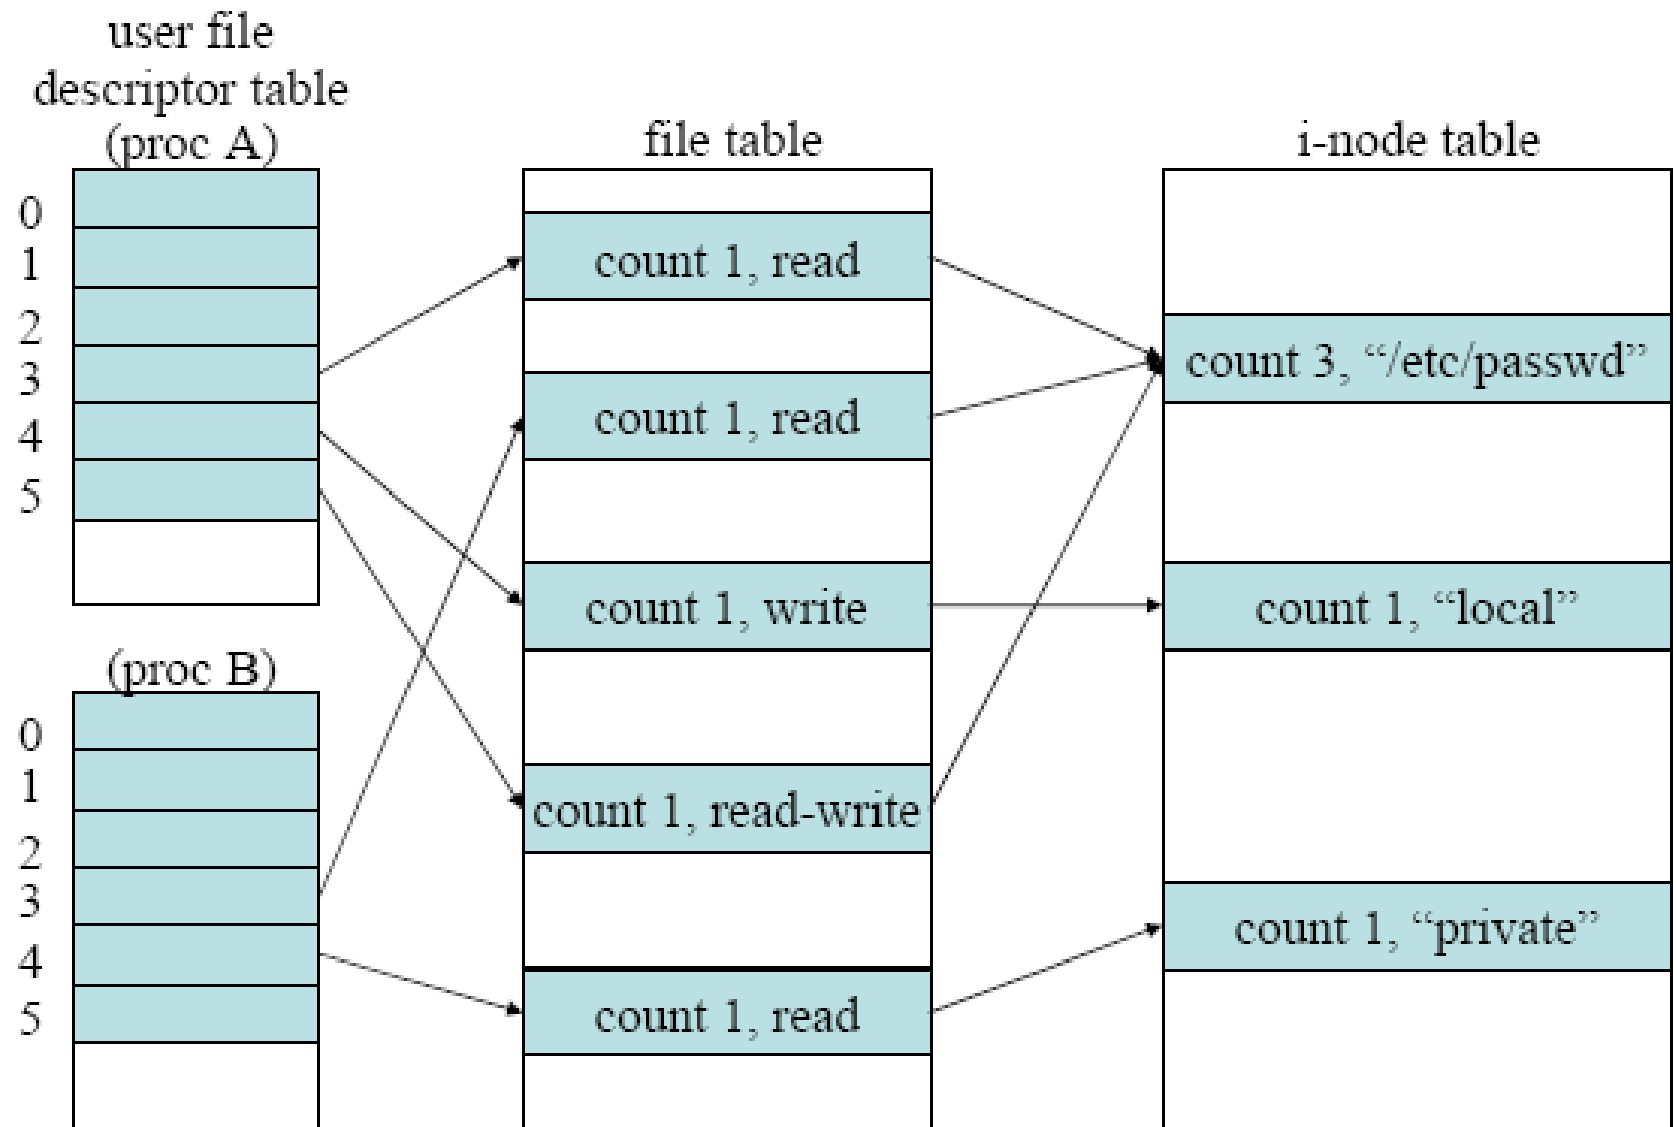 user file
descriptor table
(proc A)
0
1
2
3
4
5
(proc B)
0
1
2
3
4
5
file table
count 1, read
count 1, read
count 1, write
count 1, read-write
count 1, read
i-node table
count 3, “/etc/passwd”
count 1, “local”
count 1, “private”